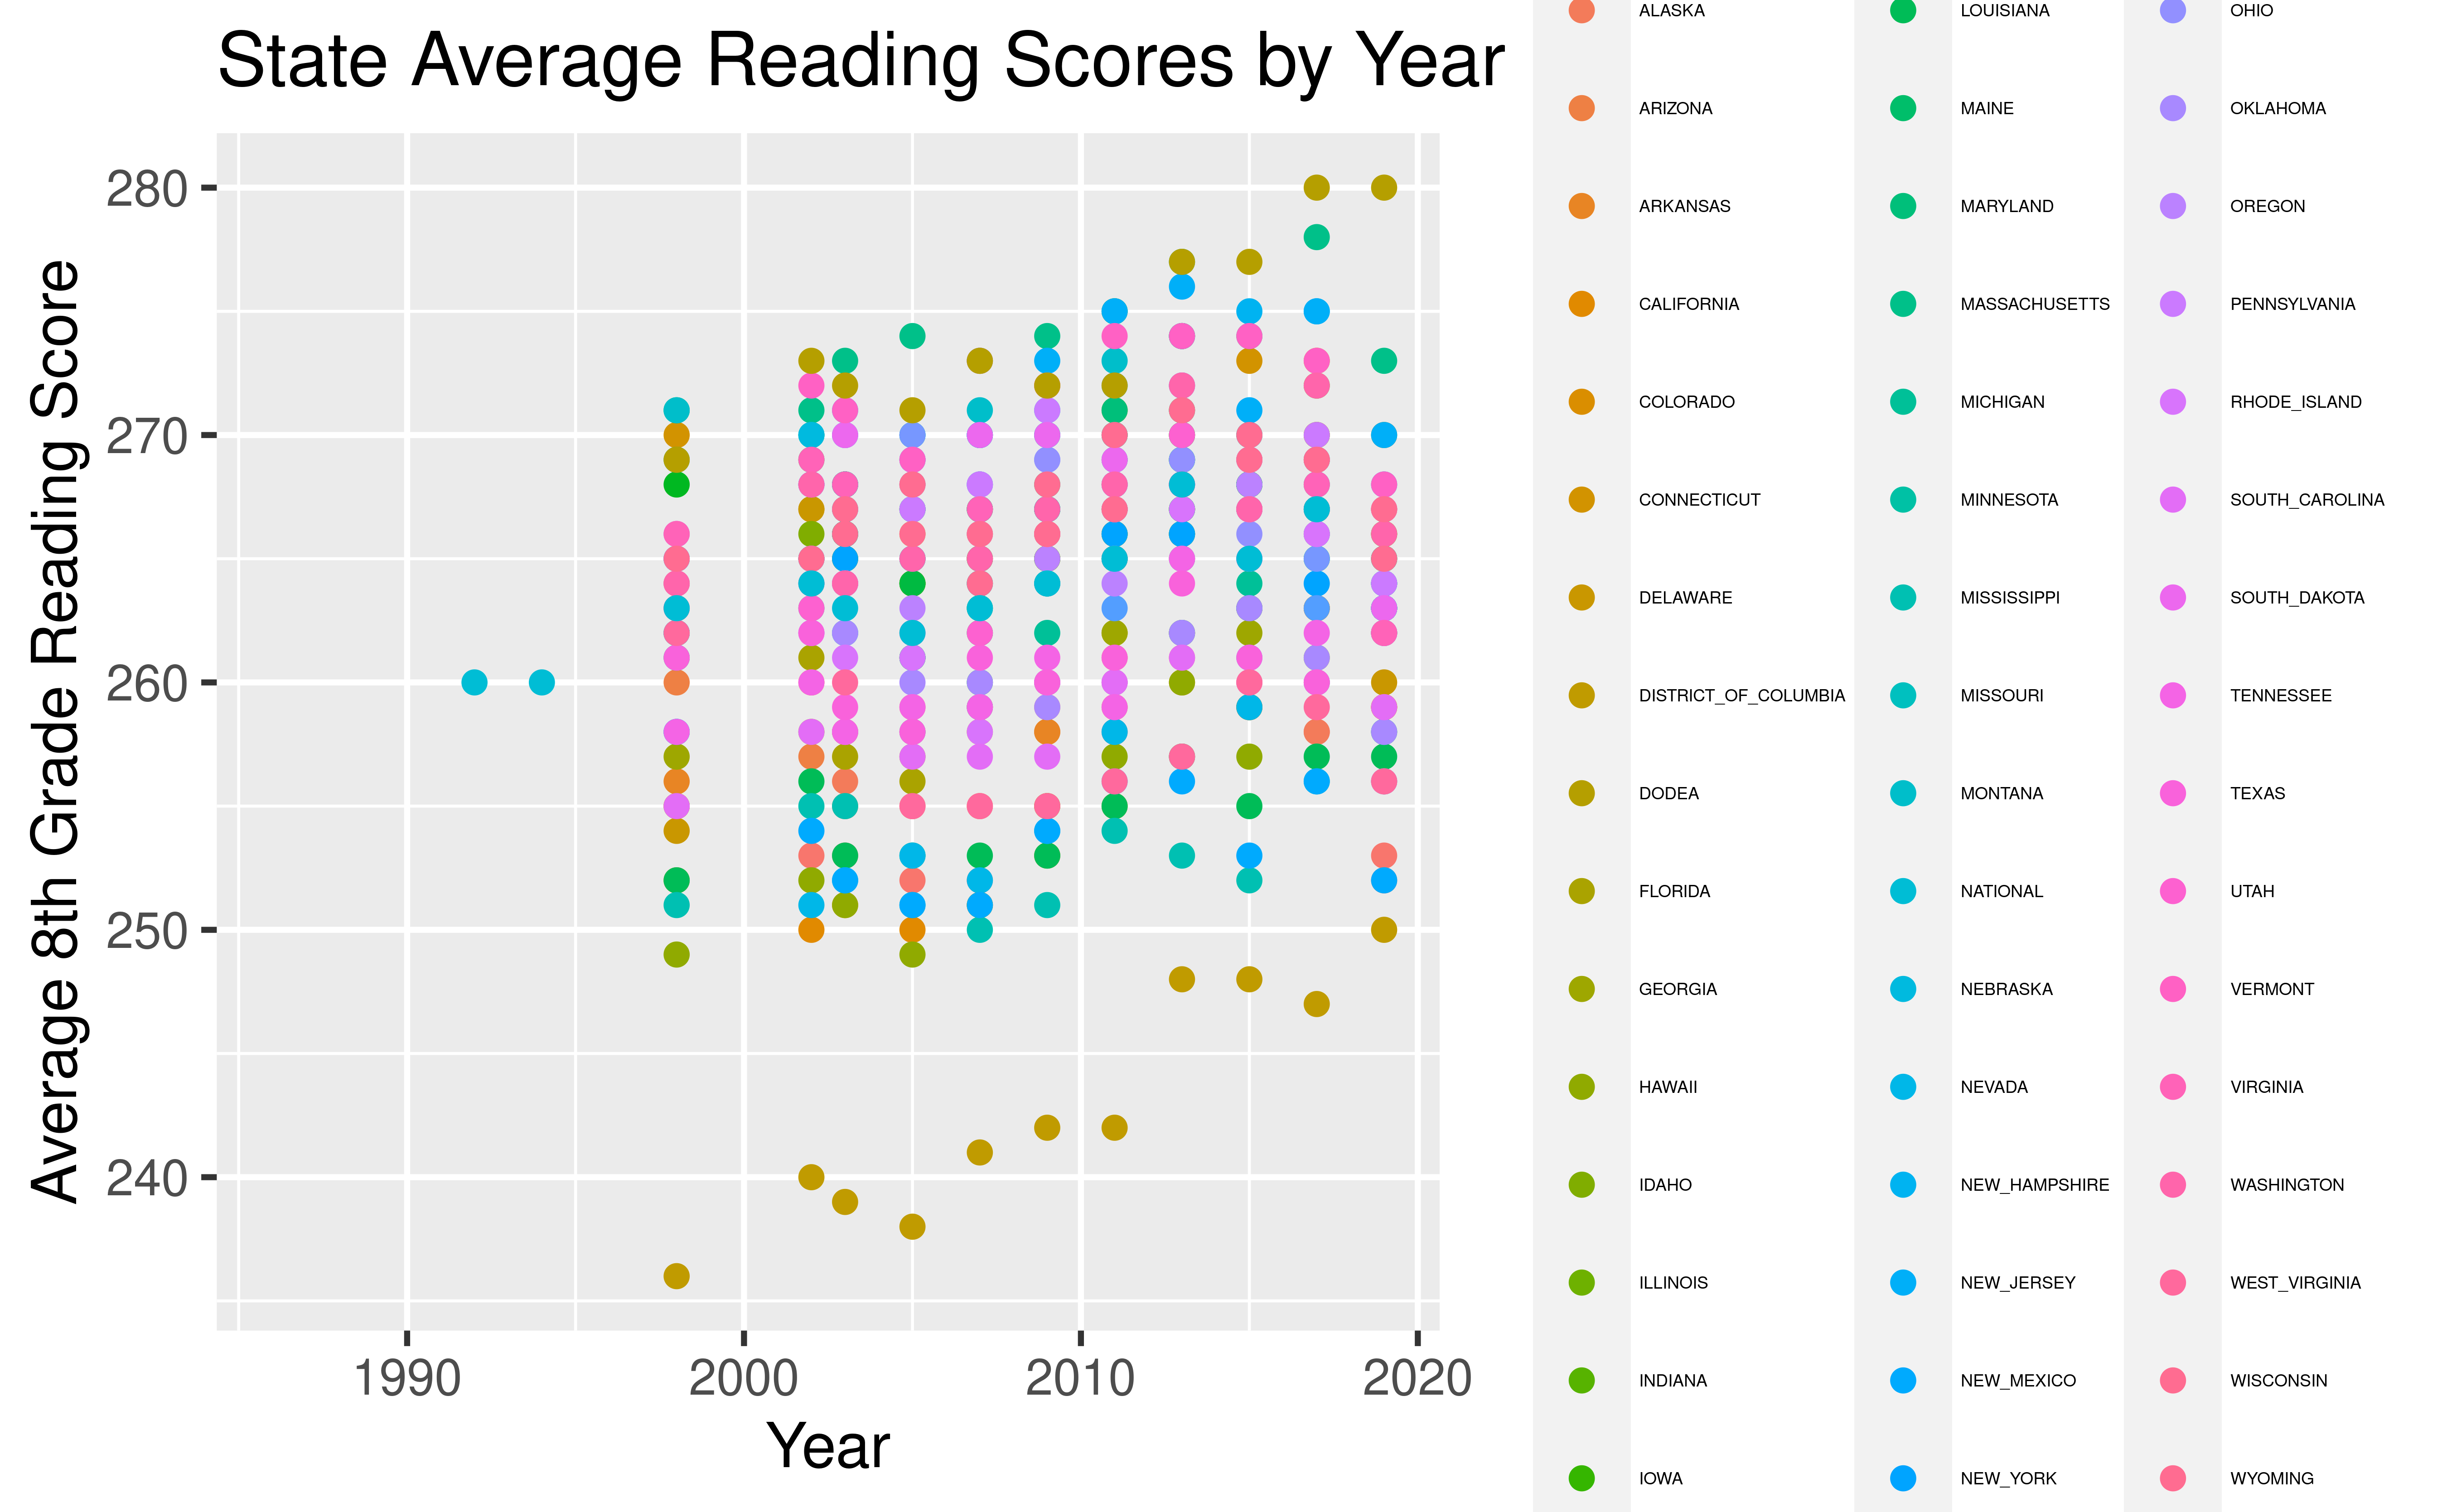 State Average Reading Scores by Year
Average 8th Grade Reading Score
280
270
260
250
240
1990 2000 2010 2020
Year
ALASKA LOUISIANA OHIO
ARIZONA MAINE OKLAHOMA
ARKANSAS MARYLAND OREGON
CALIFORNIA MASSACHUSETTS PENNSYLVANIA
COLORADO MICHIGAN RHODE_ISLAND
CONNECTICUT MINNESOTA SOUTH_CAROLINA
DELAWARE MISSISSIPPI SOUTH_DAKOTA
DISTRICT_OF_COLUMBIA MISSOURI TENNESSEE
DODEA MONTANA TEXAS
FLORIDA NATIONAL UTAH
GEORGIA NEBRASKA VERMONT
HAWAII NEVADA VIRGINIA
IDAHO NEW_HAMPSHIRE WASHINGTON
ILLINOIS NEW_JERSEY WEST_VIRGINIA
INDIANA NEW_MEXICO WISCONSIN
IOWA NEW_YORK WYOMING